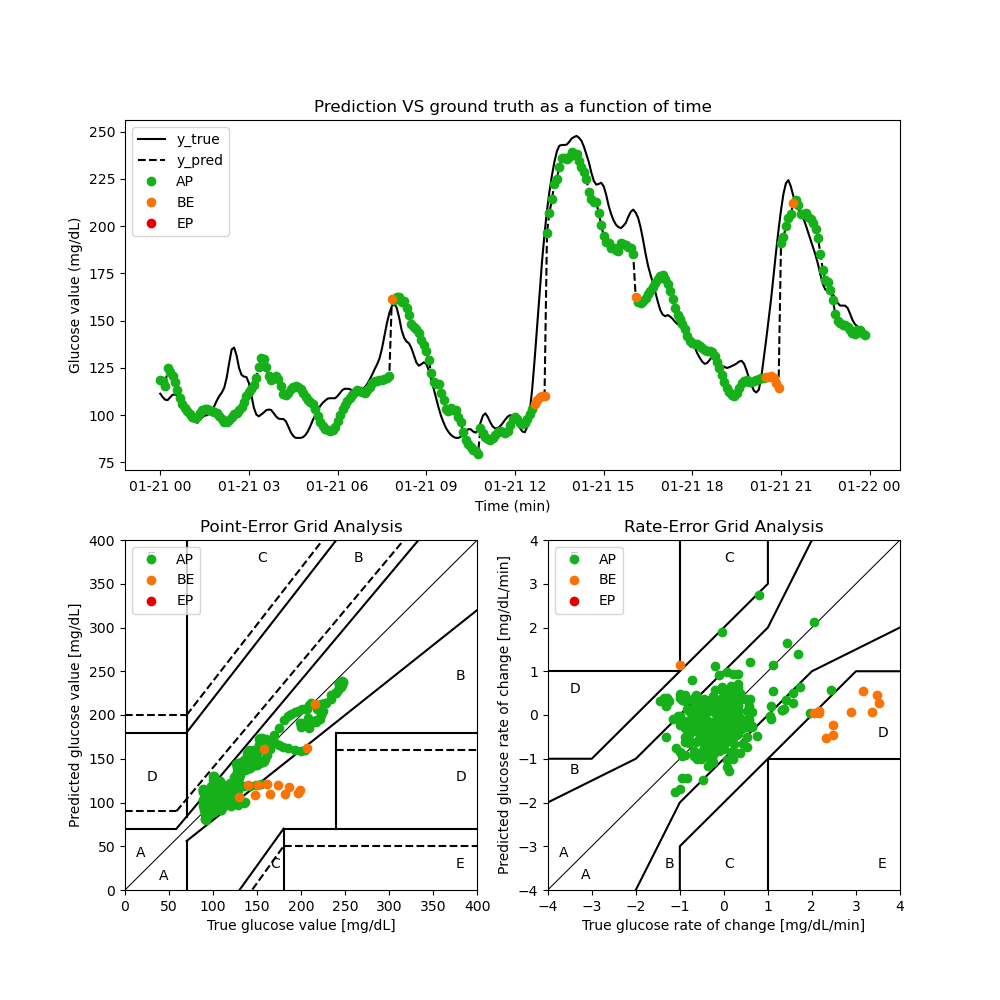 Prediction VS ground truth as a function of time
Glucose value (mg/dL)
250
225
200
175
150
125
100
75
y_true
y_pred
AP
BE
EP
01-21 00 01-21 03 01-21 06 01-21 09 01-21 12 01-21 15 01-21 18 01-21 21 01-22 00
Time (min)
Point-Error Grid Analysis
Predicted glucose value [mg/dL]
400
350
300
250
200
150
100
50
0
AP
BE
EP
C
B
B
D
D
A
A
C
E
0 50 100 150 200 250 300 350 400
True glucose value [mg/dL]
Rate-Error Grid Analysis
Predicted glucose rate of change [mg/dL/min]
4
3
2
1
0
−1
−2
−3
−4
AP
BE
EP
C
D
D
B
A
A
B
C
E
−4 −3 −2 −1 0 1 2 3 4
True glucose rate of change [mg/dL/min]